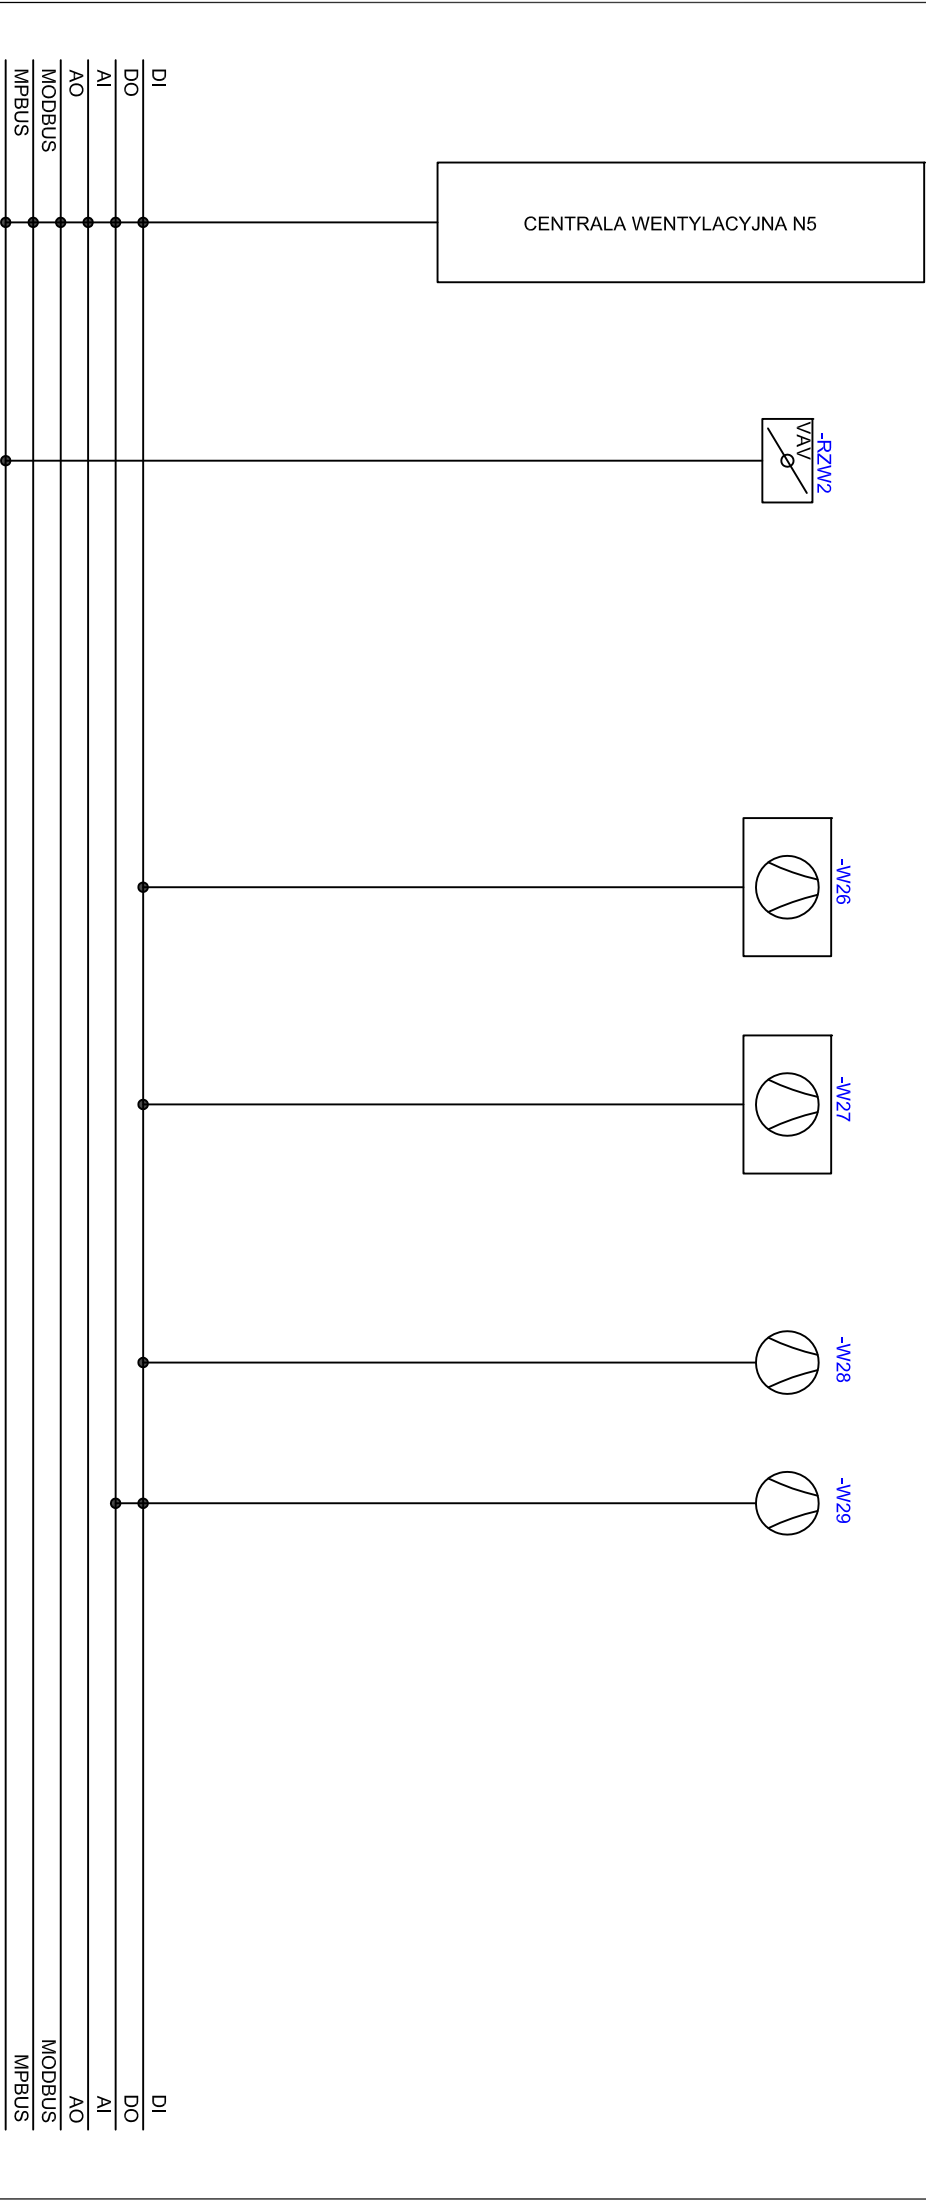 DI
DO
AI
AO
MODBUS
MPBUS
CENTRALA WENTYLACYJNA N5
-RZW2
VAV
-W26
-W27
-W28
-W29
DI
DO
AI
AO
MODBUS
MPBUS